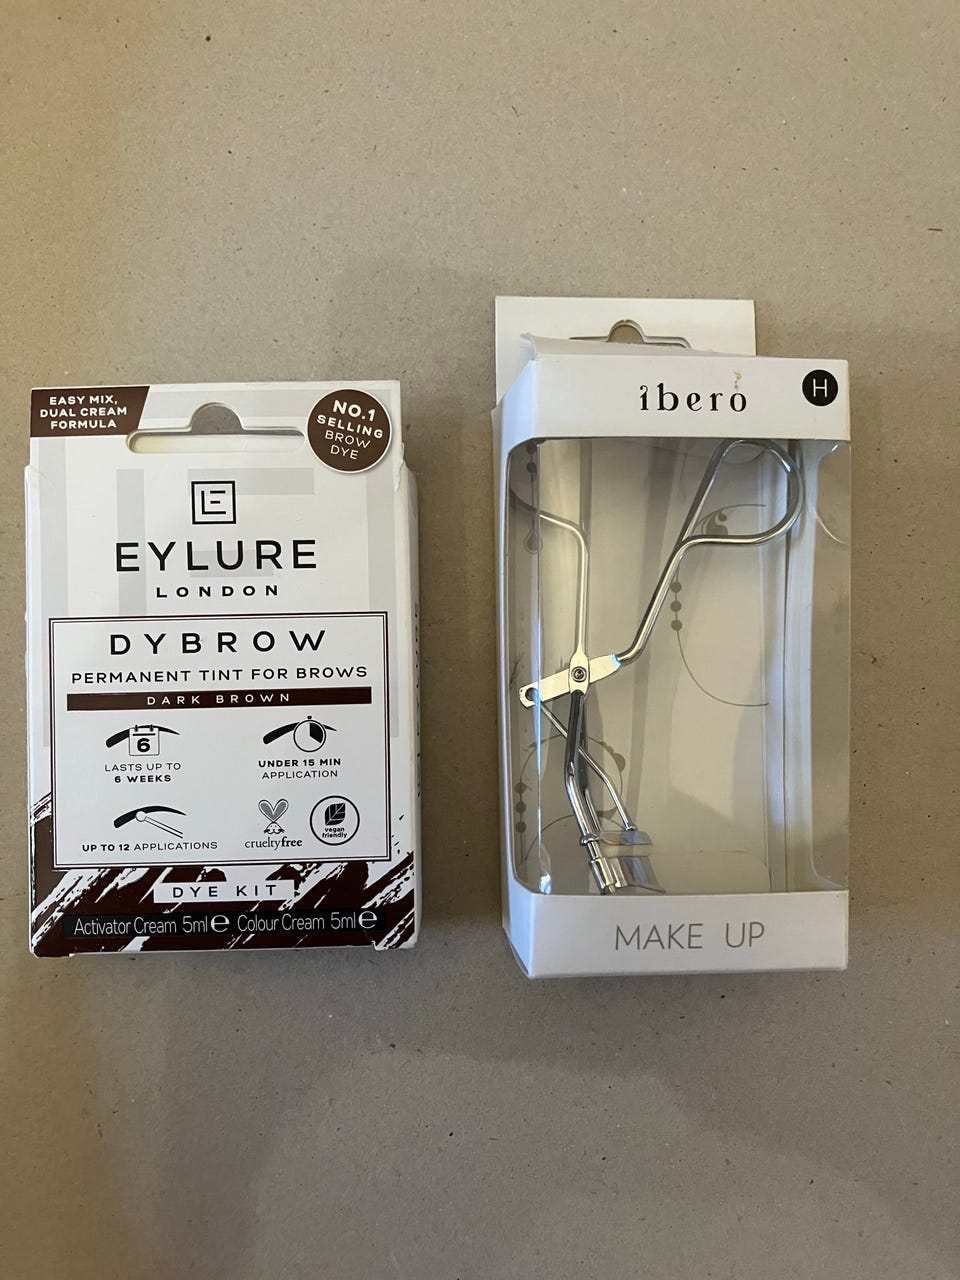 EASY MIX,
DUAL CREAM
FORMULA
NO.1
SELLING
BROW
DYE
LE
EYLURE
LONDON
DYBROW
PERMANENT TINT FOR BROWS
DARK BROWN
6
LASTS UP TO
6 WEEKS
UNDER 15 MIN
APPLICATION
UP TO 12 APPLICATIONS
crueltyfree
vegan
friendly
DYE KIT
Activator Cream 5ml℮ Colour Cream 5ml℮
ibero
H
MAKE UP